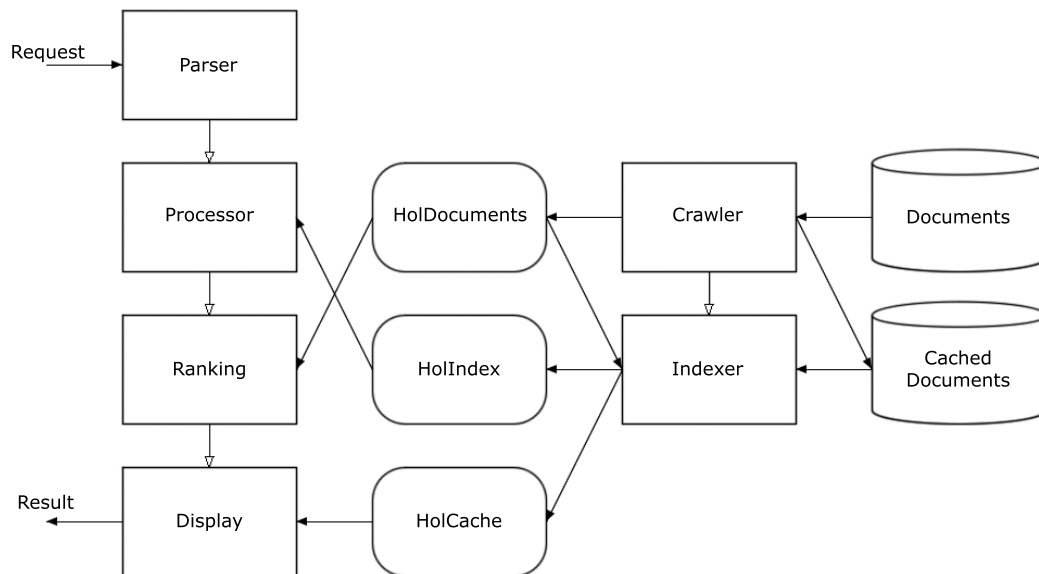 Request
Parser
Processor
HolDocuments
Crawler
Documents
Ranking
HolIndex
Indexer
Cached
Documents
Result
Display
HolCache